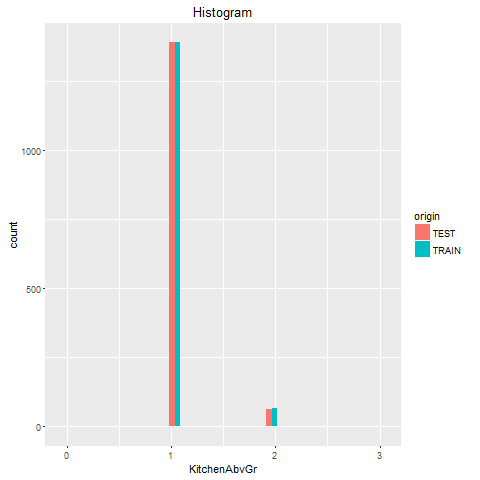 Histogram
count
1000
500
0
0 1 2 3
KitchenAbvGr
origin
TEST
TRAIN